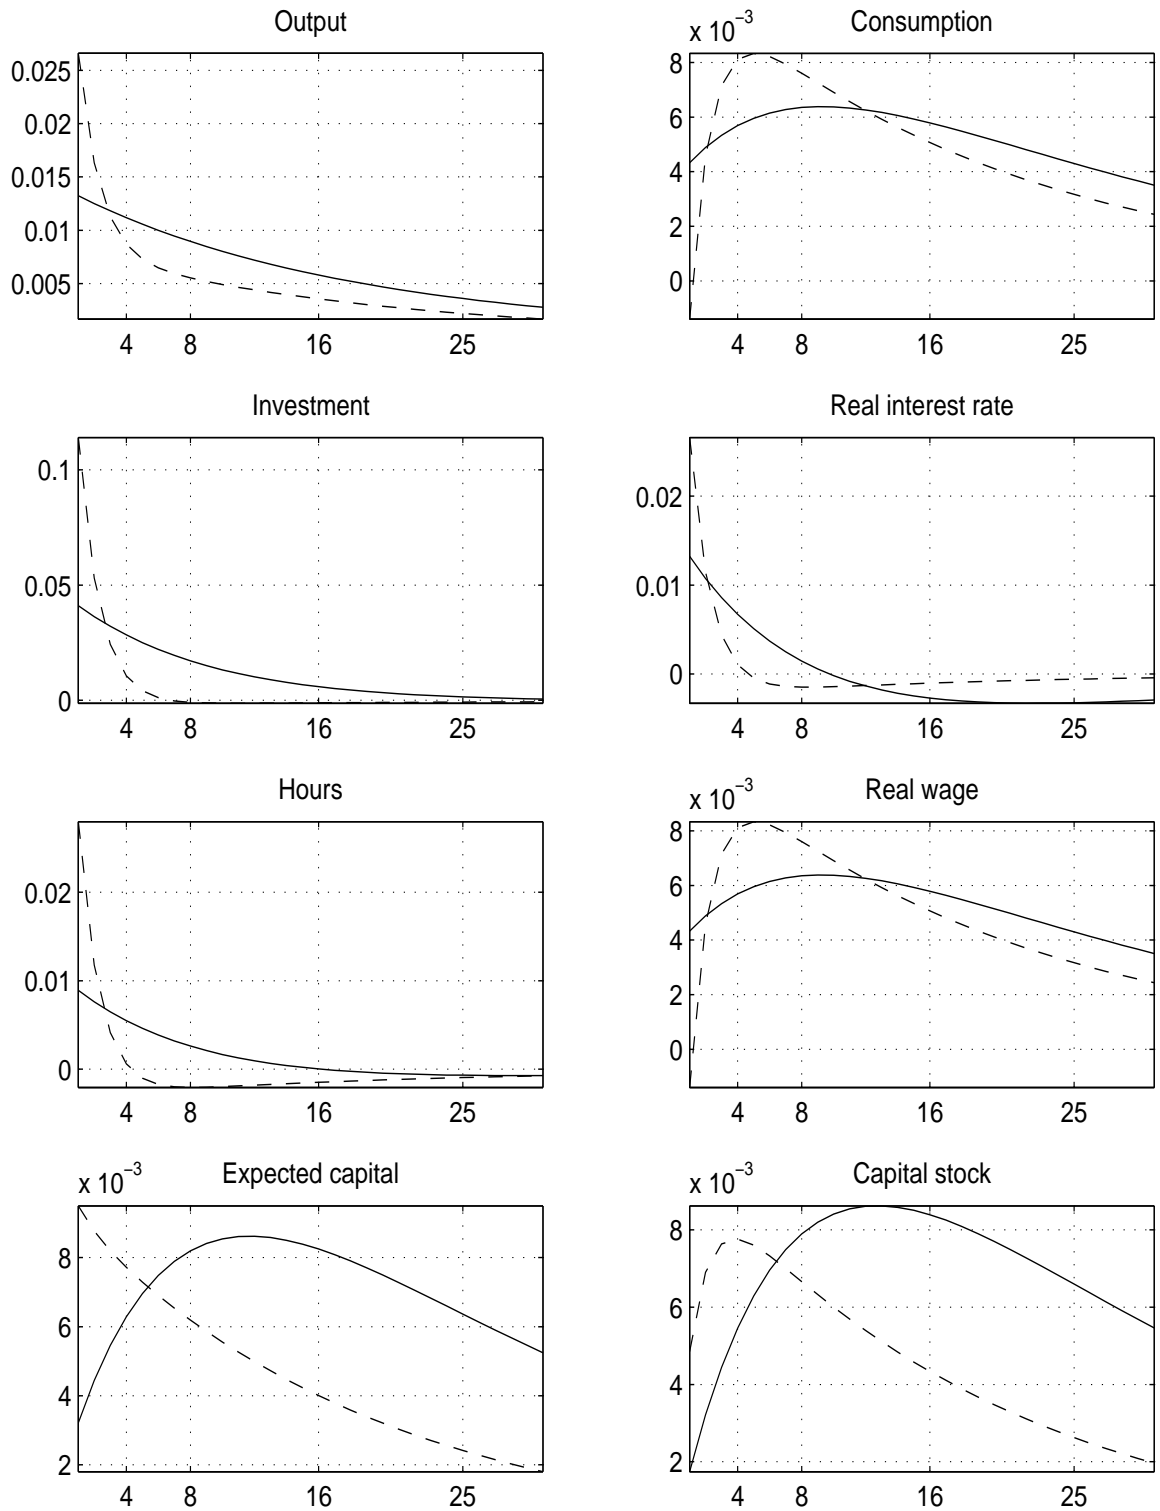 Output
0.025
0.02
0.015
0.01
0.005
4 8 16 25
Consumption
x 10⁻³
8
6
4
2
0
4 8 16 25
Investment
0.1
0.05
0
4 8 16 25
Real interest rate
0.02
0.01
0
4 8 16 25
Hours
0.02
0.01
0
4 8 16 25
Real wage
x 10⁻³
8
6
4
2
0
4 8 16 25
Expected capital
x 10⁻³
8
6
4
2
4 8 16 25
Capital stock
x 10⁻³
8
6
4
2
4 8 16 25